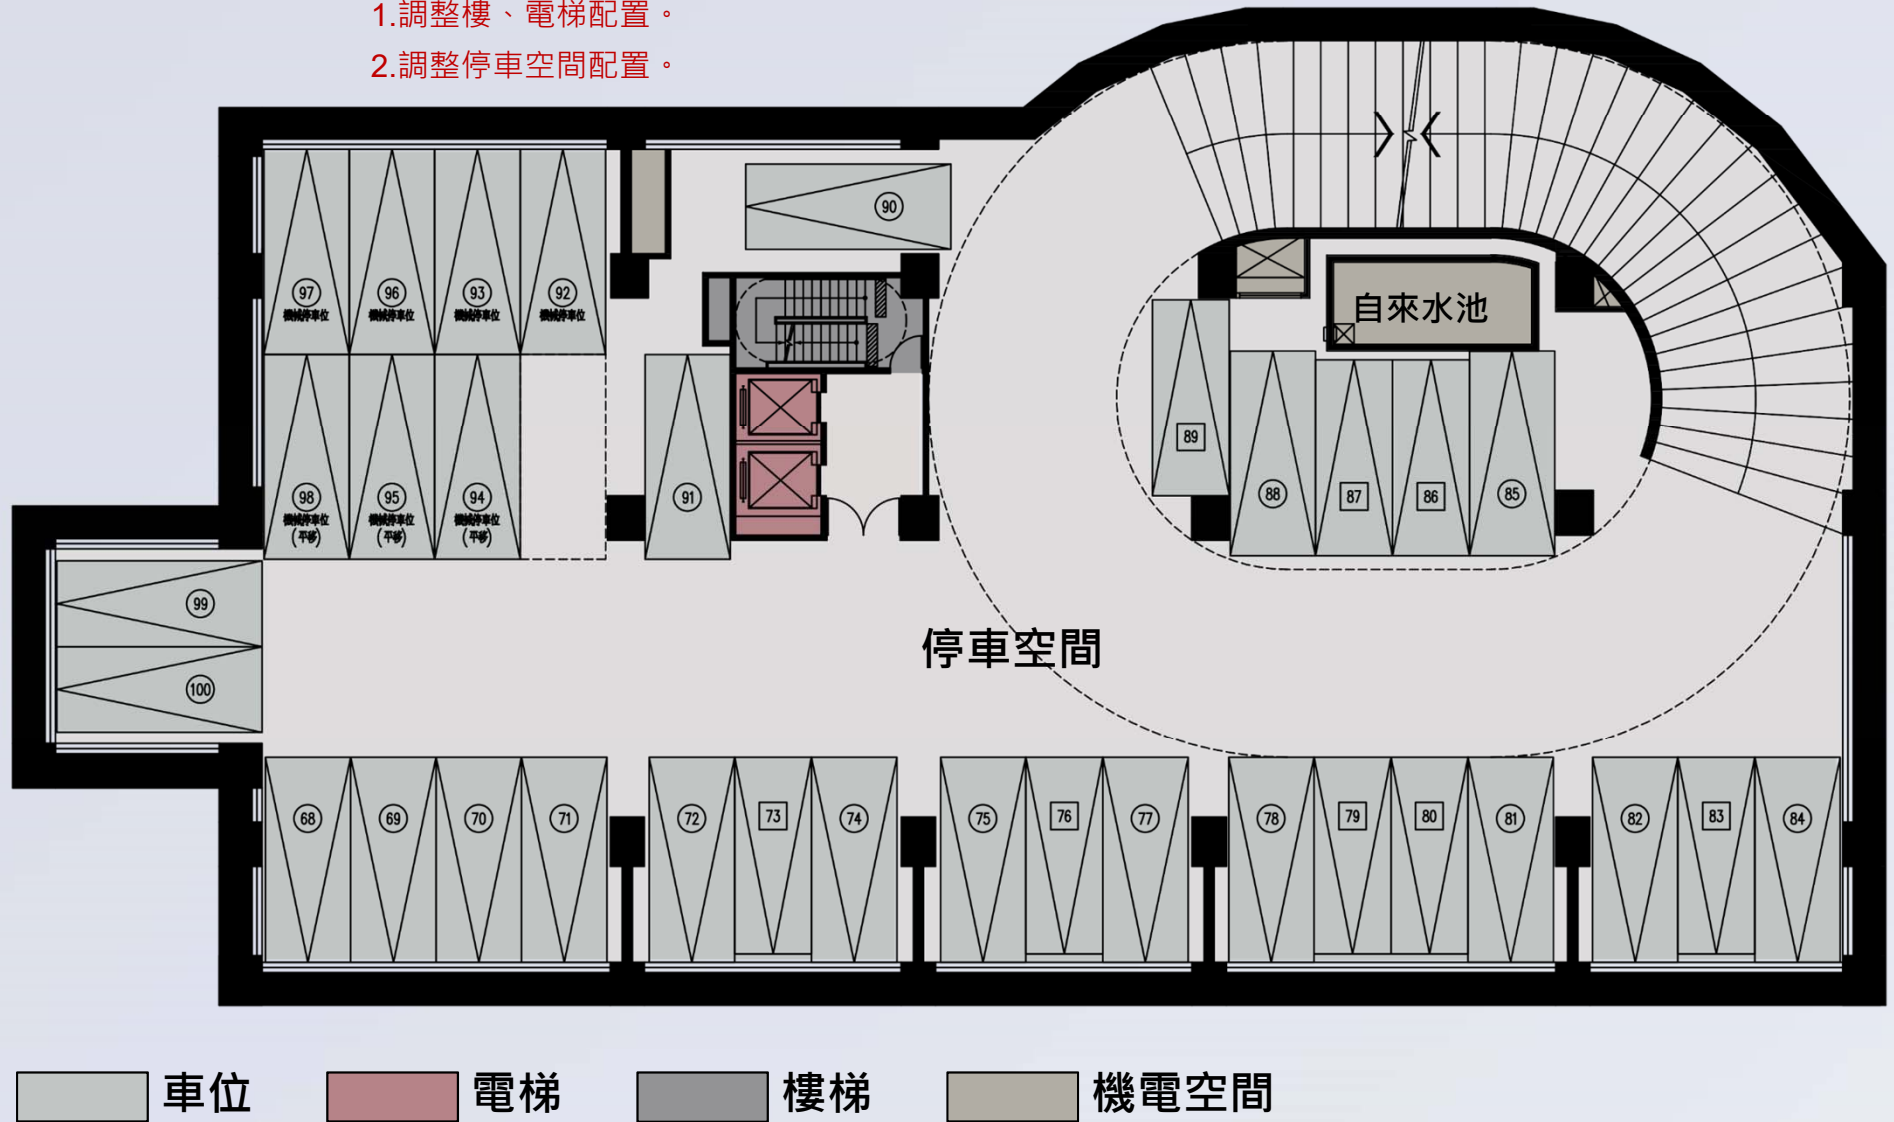 1.調整樓、電梯配置。
2.調整停車空間配置。
90
97
機械停車位
96
機械停車位
93
機械停車位
92
機械停車位
自來水池
89
98
機械停車位
(平移)
95
機械停車位
(平移)
94
機械停車位
(平移)
91
88
87
86
85
99
100
停車空間
68
69
70
71
72
73
74
75
76
77
78
79
80
81
82
83
84
車位
電梯
樓梯
機電空間